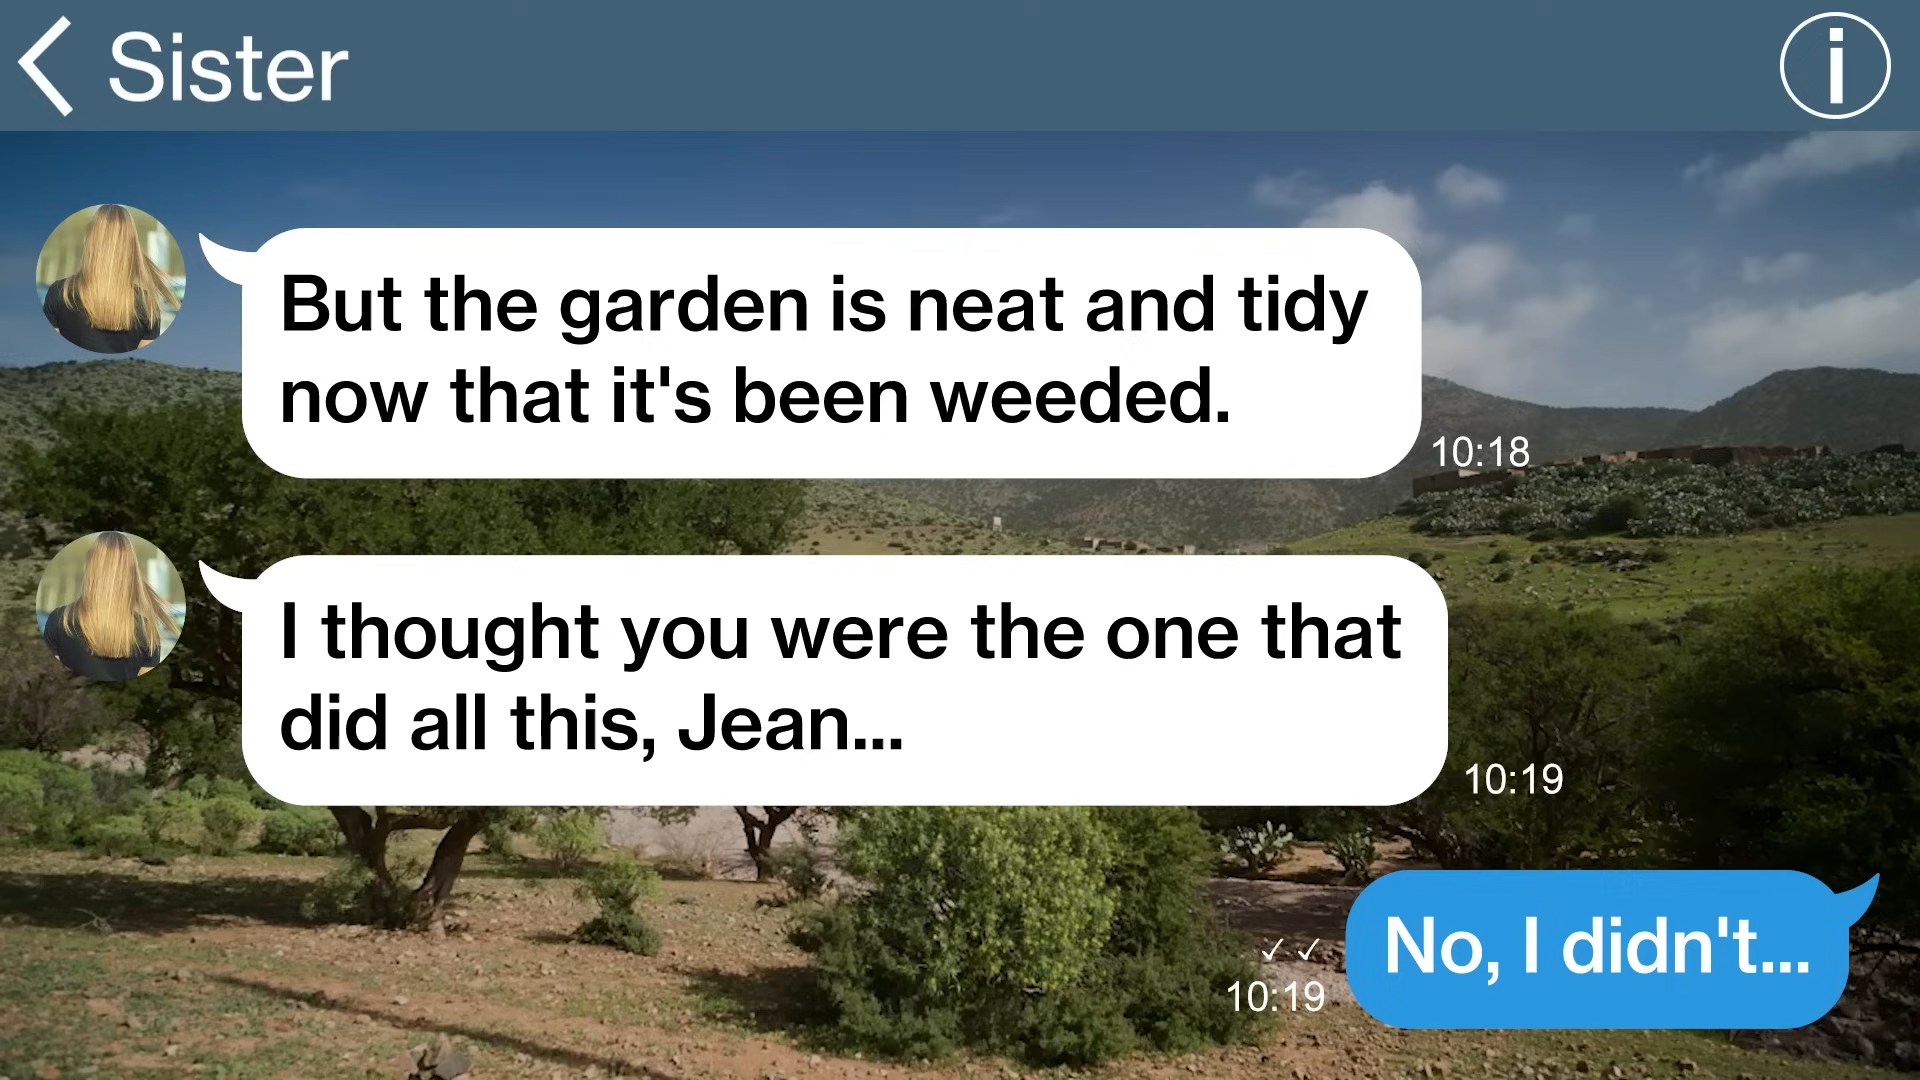 Sister
But the garden is neat and tidy
now that it's been weeded.
10:18
I thought you were the one that
did all this, Jean...
10:19
No, I didn't...
10:19